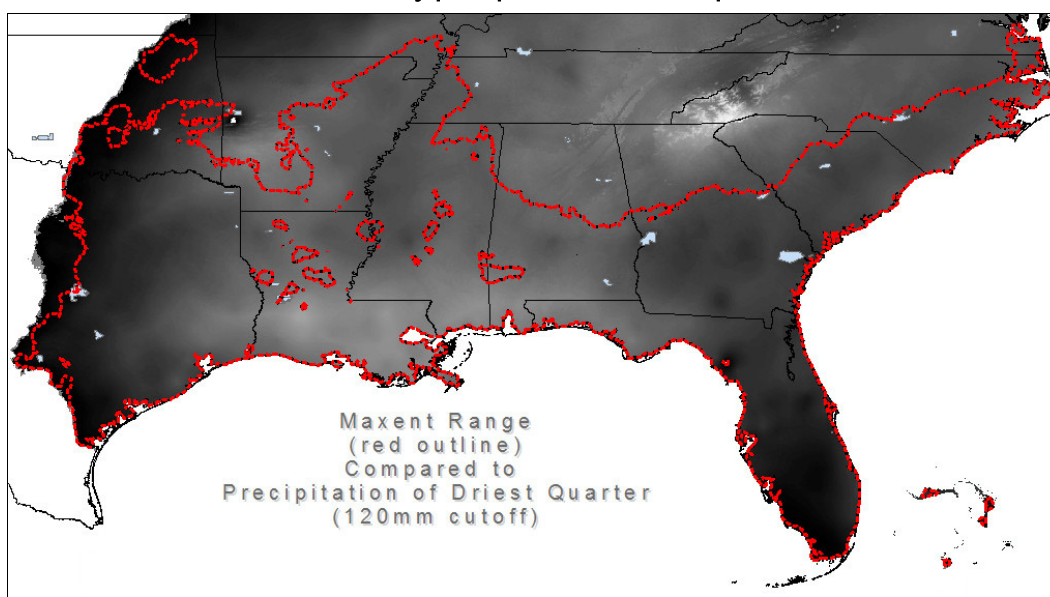 Maxent Range
(red outline)
Compared to
Precipitation of Driest Quarter
(120mm cutoff)